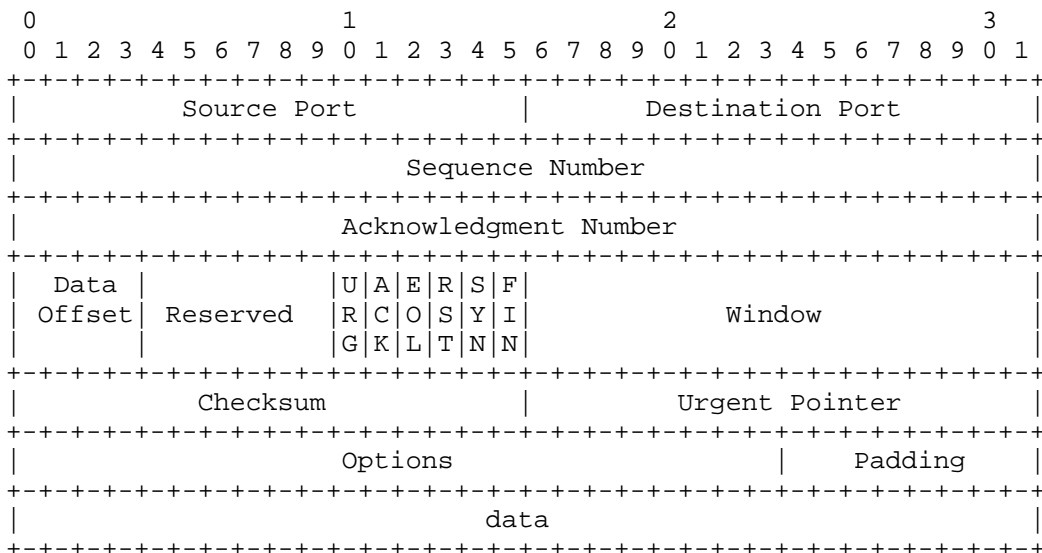 0                   1                   2                   3
0 1 2 3 4 5 6 7 8 9 0 1 2 3 4 5 6 7 8 9 0 1 2 3 4 5 6 7 8 9 0 1
+-+-+-+-+-+-+-+-+-+-+-+-+-+-+-+-+-+-+-+-+-+-+-+-+-+-+-+-+-+-+-+-+
|          Source Port          |       Destination Port        |
+-+-+-+-+-+-+-+-+-+-+-+-+-+-+-+-+-+-+-+-+-+-+-+-+-+-+-+-+-+-+-+-+
|                        Sequence Number                        |
+-+-+-+-+-+-+-+-+-+-+-+-+-+-+-+-+-+-+-+-+-+-+-+-+-+-+-+-+-+-+-+-+
|                    Acknowledgment Number                      |
+-+-+-+-+-+-+-+-+-+-+-+-+-+-+-+-+-+-+-+-+-+-+-+-+-+-+-+-+-+-+-+-+
|  Data |           |U|A|E|R|S|F|                               |
| Offset| Reserved  |R|C|O|S|Y|I|            Window             |
|       |           |G|K|L|T|N|N|                               |
+-+-+-+-+-+-+-+-+-+-+-+-+-+-+-+-+-+-+-+-+-+-+-+-+-+-+-+-+-+-+-+-+
|           Checksum            |         Urgent Pointer        |
+-+-+-+-+-+-+-+-+-+-+-+-+-+-+-+-+-+-+-+-+-+-+-+-+-+-+-+-+-+-+-+-+
|                    Options                    |    Padding    |
+-+-+-+-+-+-+-+-+-+-+-+-+-+-+-+-+-+-+-+-+-+-+-+-+-+-+-+-+-+-+-+-+
|                             data                              |
+-+-+-+-+-+-+-+-+-+-+-+-+-+-+-+-+-+-+-+-+-+-+-+-+-+-+-+-+-+-+-+-+